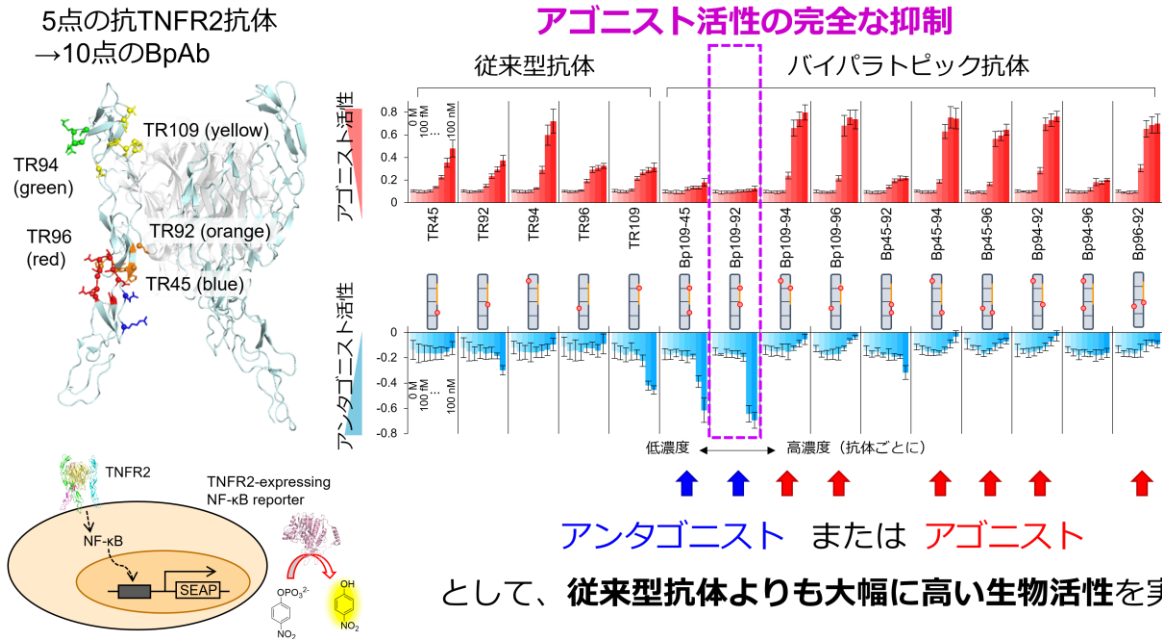 5点の抗TNFR2抗体
→10点のBpAb
TR109 (yellow)
TR94
(green)
TR96
(red)
TR92 (orange)
TR45 (blue)
アゴニスト活性の完全な抑制
従来型抗体
バイパラトピック抗体
アゴニスト活性
0.8
0.6
0.4
0.2
0
0 M
100 fM
...
100 nM
TR45
TR92
TR94
TR96
TR109
Bp109-45
Bp109-92
Bp109-94
Bp109-96
Bp45-92
Bp45-94
Bp45-96
Bp94-92
Bp94-96
Bp96-92
アンタゴニスト活性
0
-0.2
-0.4
-0.6
-0.8
0 M
100 fM
...
100 nM
低濃度
高濃度（抗体ごとに）
アンタゴニスト または アゴニスト
として、従来型抗体よりも大幅に高い生物活性を実
TNFR2
TNFR2-expressing
NF-κB reporter
NF-κB
SEAP
OPO₃²⁻
NO₂
OH
NO₂